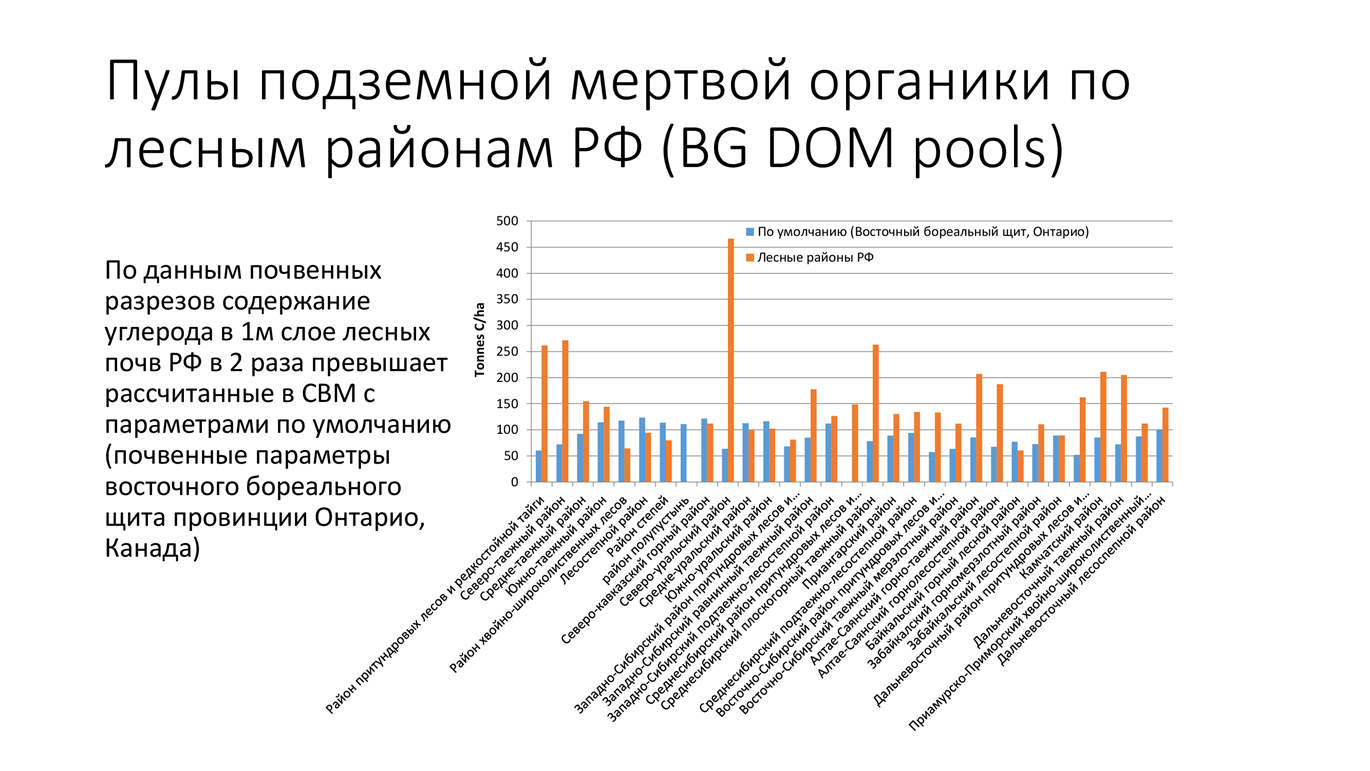 Пулы подземной мертвой органики по
лесным районам РФ (BG DOM pools)
По данным почвенных
разрезов содержание
углерода в 1м слое лесных
почв РФ в 2 раза превышает
рассчитанные в CBM с
параметрами по умолчанию
(почвенные параметры
восточного бореального
щита провинции Онтарио,
Канада)
Tonnes C/ha
500
450
400
350
300
250
200
150
100
50
0
По умолчанию (Восточный бореальный щит, Онтарио)
Лесные районы РФ
Район притундровых лесов и редкостойной тайги
Северо-таежный район
Средне-таежный район
Южно-таежный район
Район хвойно-широколиственных лесов
Лесостепной район
Район степей
район полупустынь
Северо-кавказский горный район
Северо-уральский район
Средне-уральский район
Южно-уральский район
Западно-Сибирский район притундровых лесов и...
Западно-Сибирский равнинный таежный район
Западно-Сибирский подтаежно-лесостепной район
Среднесибирский район притундровых лесов и...
Среднесибирский плоскогорный таежный район
Приангарский район
Среднесибирский подтаежно-лесостепной район
Восточно-Сибирский район притундровых лесов и...
Восточно-Сибирский таежный мерзлотный район
Алтае-Саянский горно-таежный район
Алтае-Саянский горнолесостепной район
Байкальский горный лесной район
Забайкалский горномерзлотный район
Забайкальский лесостепной район
Дальневосточный район притундровых лесов и...
Камчатский район
Дальневосточный таежный район
Приамурско-Приморский хвойно-широколиственный...
Дальневосточный лесостепной район